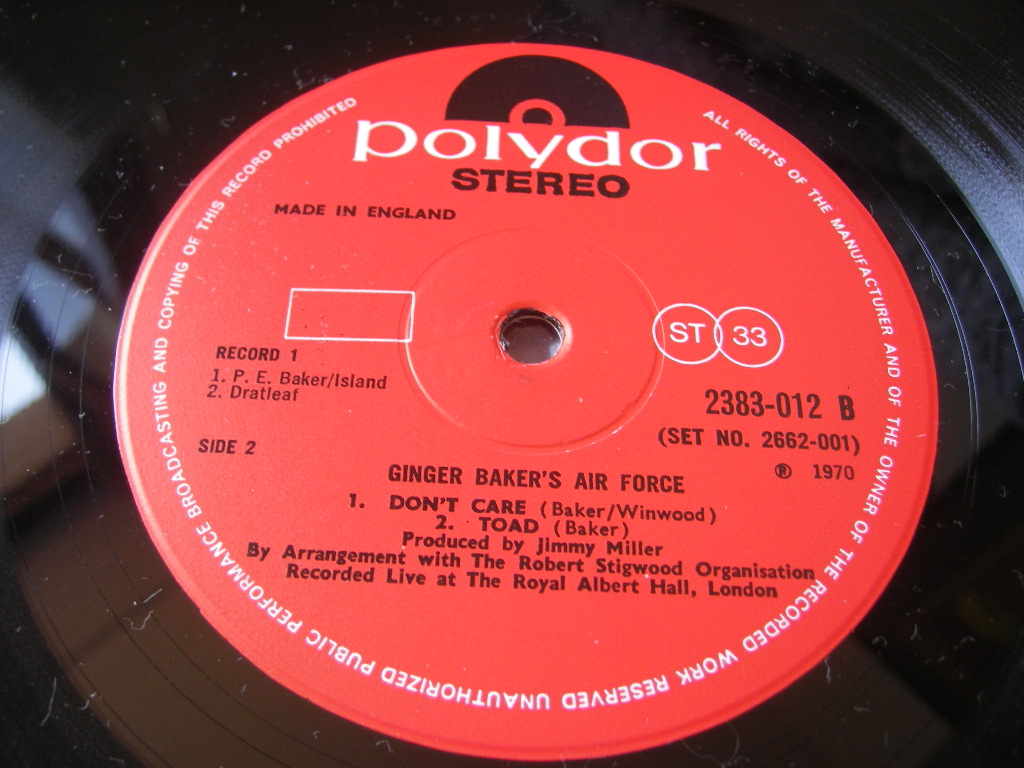 polydor
STEREO
MADE IN ENGLAND
ST 33
RECORD 1
1. P. E. Baker/Island
2. Dratleaf
2383-012 B
(SET NO. 2662-001)
SIDE 2
℗ 1970
GINGER BAKER'S AIR FORCE
1. DON'T CARE (Baker/Winwood)
2. TOAD (Baker)
Produced by Jimmy Miller
By Arrangement with The Robert Stigwood Organisation
Recorded Live at The Royal Albert Hall, London
ALL RIGHTS OF THE MANUFACTURER AND OF THE OWNER OF THE RECORDED WORK RESERVED UNAUTHORIZED PUBLIC PERFORMANCE BROADCASTING AND COPYING OF THIS RECORD PROHIBITED